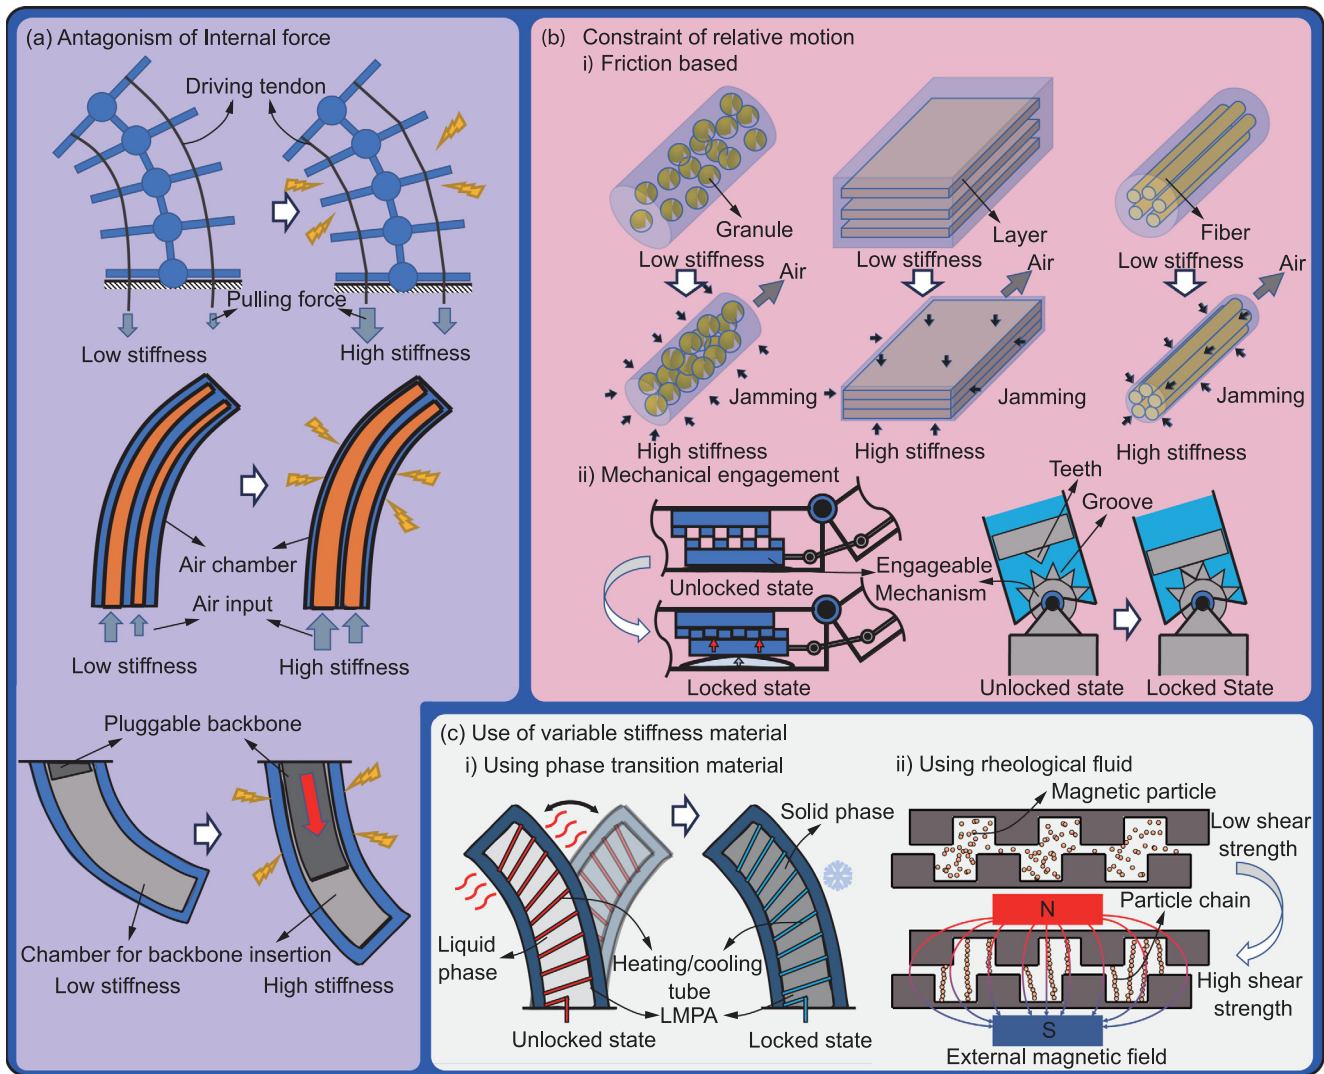 (a) Antagonism of Internal force
Driving tendon
Pulling force
Low stiffness
High stiffness
Air chamber
Air input
Low stiffness
High stiffness
Pluggable backbone
Chamber for backbone insertion
Low stiffness
High stiffness
(b) Constraint of relative motion
i) Friction based
Granule
Layer
Fiber
Low stiffness
Low stiffness
Low stiffness
Air
Air
Air
Jamming
Jamming
Jamming
High stiffness
High stiffness
High stiffness
ii) Mechanical engagement
Unlocked state
Engageable
Mechanism
Locked state
Teeth
Groove
Unlocked state
Locked State
(c) Use of variable stiffness material
i) Using phase transition material
Solid phase
Liquid
phase
Heating/cooling
tube
LMPA
Unlocked state
Locked state
ii) Using rheological fluid
Magnetic particle
Low shear
strength
N
Particle chain
High shear
strength
S
External magnetic field